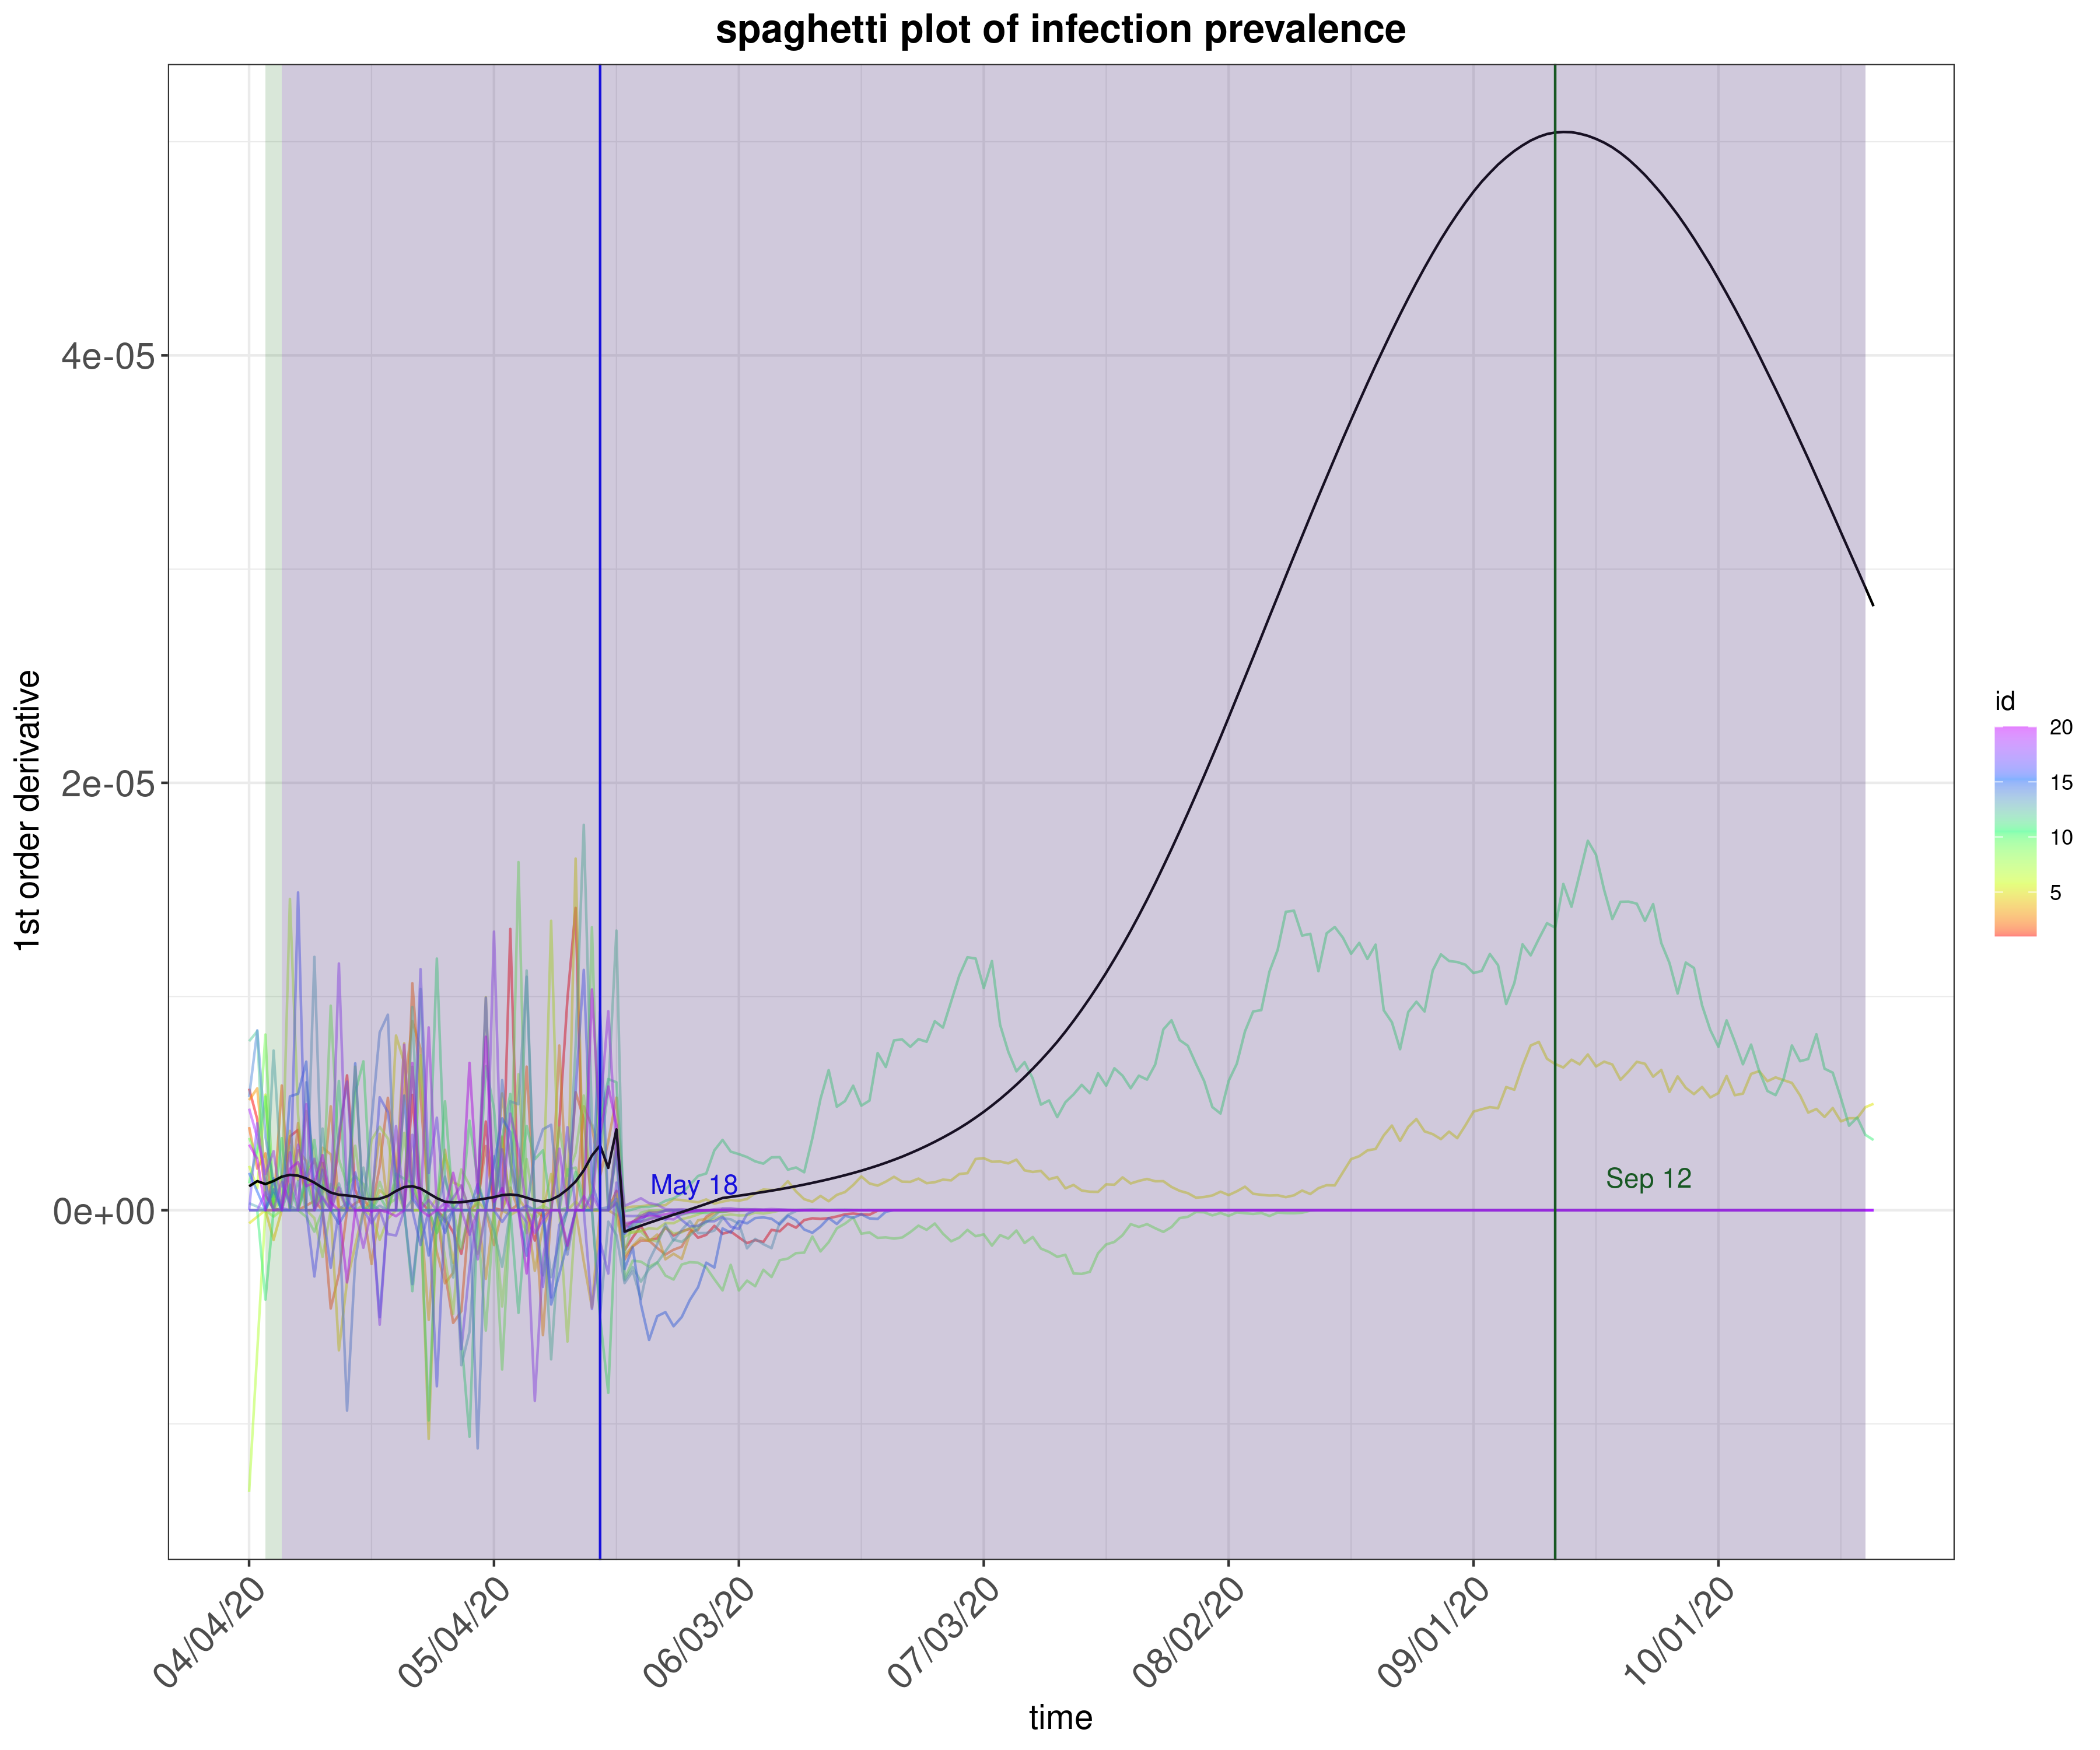 spaghetti plot of infection prevalence
1st order derivative
4e-05
2e-05
0e+00
May 18
Sep 12
id
20
15
10
5
04/04/20
05/04/20
06/03/20
07/03/20
08/02/20
09/01/20
10/01/20
time